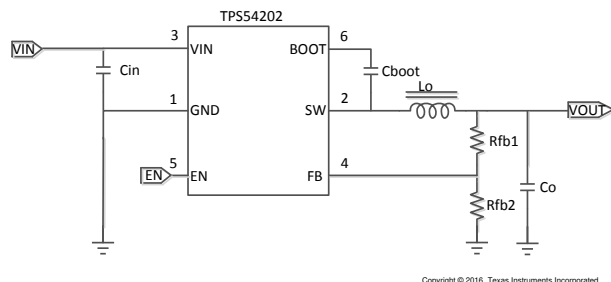 TPS54202
VIN
3
VIN
BOOT
6
Cin
Cboot
Lo
1
GND
SW
2
VOUT
Rfb1
EN
5
EN
FB
4
Rfb2
Co
Copyright © 2016, Texas Instruments Incorporated